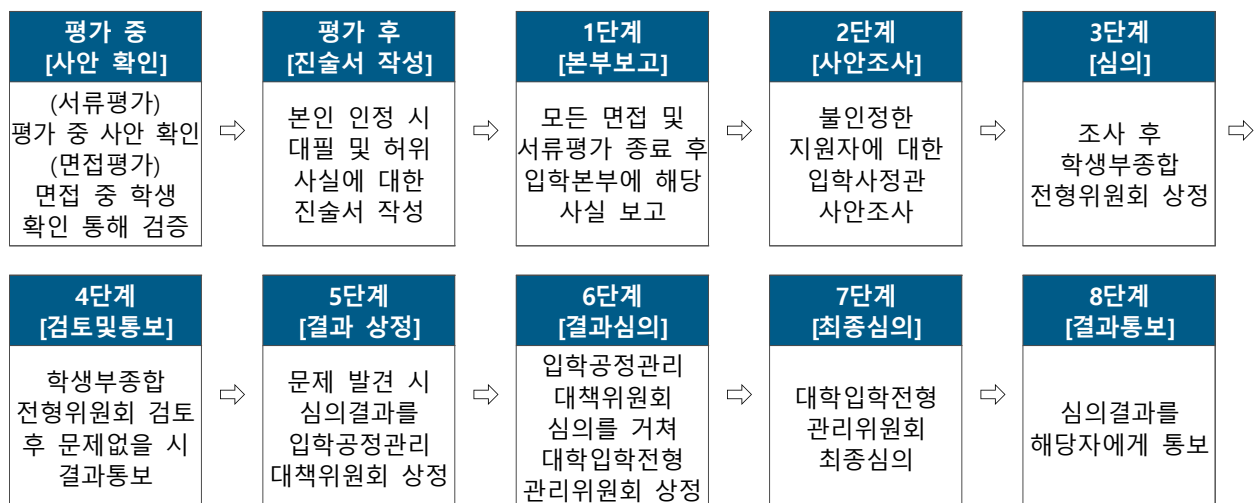 평가 중
[사안 확인]
(서류평가)
평가 중 사안 확인
(면접평가)
면접 중 학생
확인 통해 검증
평가 후
[진술서 작성]
본인 인정 시
대필 및 허위
사실에 대한
진술서 작성
1단계
[본부보고]
모든 면접 및
서류평가 종료 후
입학본부에 해당
사실 보고
2단계
[사안조사]
불인정한
지원자에 대한
입학사정관
사안조사
3단계
[심의]
조사 후
학생부종합
전형위원회 상정
4단계
[검토및통보]
학생부종합
전형위원회 검토
후 문제없을 시
결과통보
5단계
[결과 상정]
문제 발견 시
심의결과를
입학공정관리
대책위원회 상정
6단계
[결과심의]
입학공정관리
대책위원회
심의를 거쳐
대학입학전형
관리위원회 상정
7단계
[최종심의]
대학입학전형
관리위원회
최종심의
8단계
[결과통보]
심의결과를
해당자에게 통보